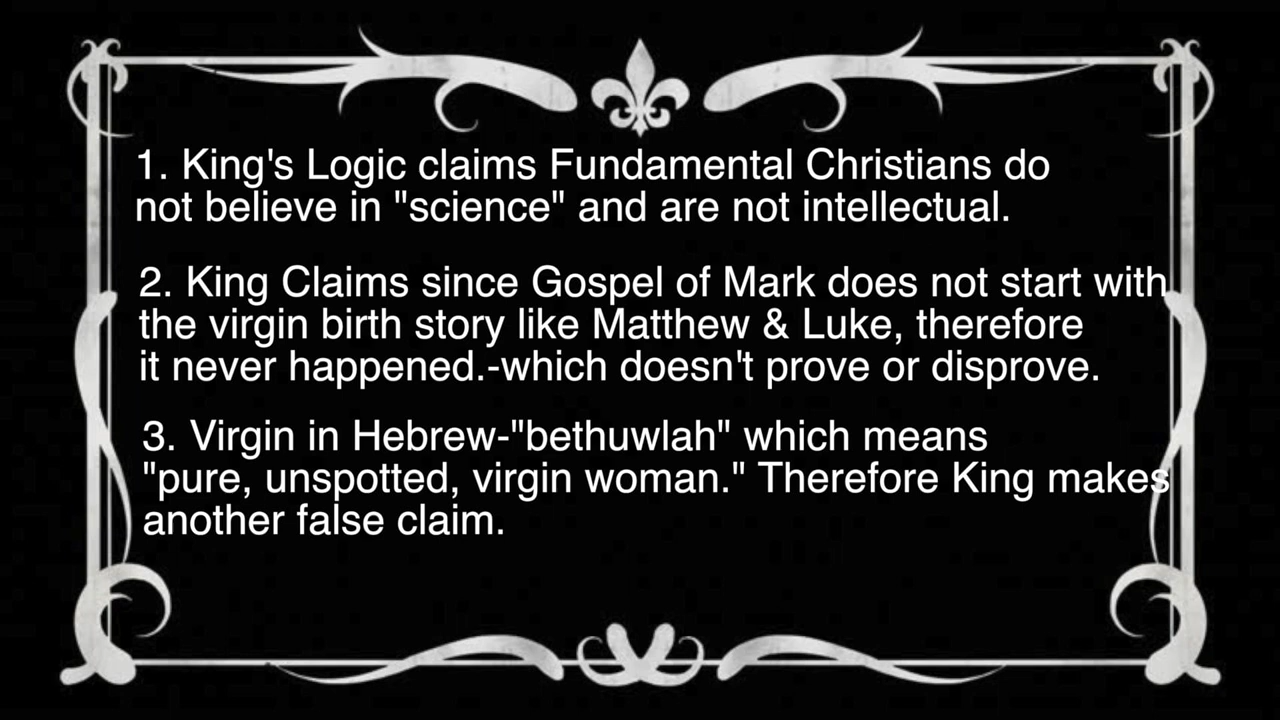 1. King's Logic claims Fundamental Christians do
not believe in "science" and are not intellectual.
2. King Claims since Gospel of Mark does not start with
the virgin birth story like Matthew & Luke, therefore
it never happened.-which doesn't prove or disprove.
3. Virgin in Hebrew-"bethuwlah" which means
"pure, unspotted, virgin woman." Therefore King makes
another false claim.